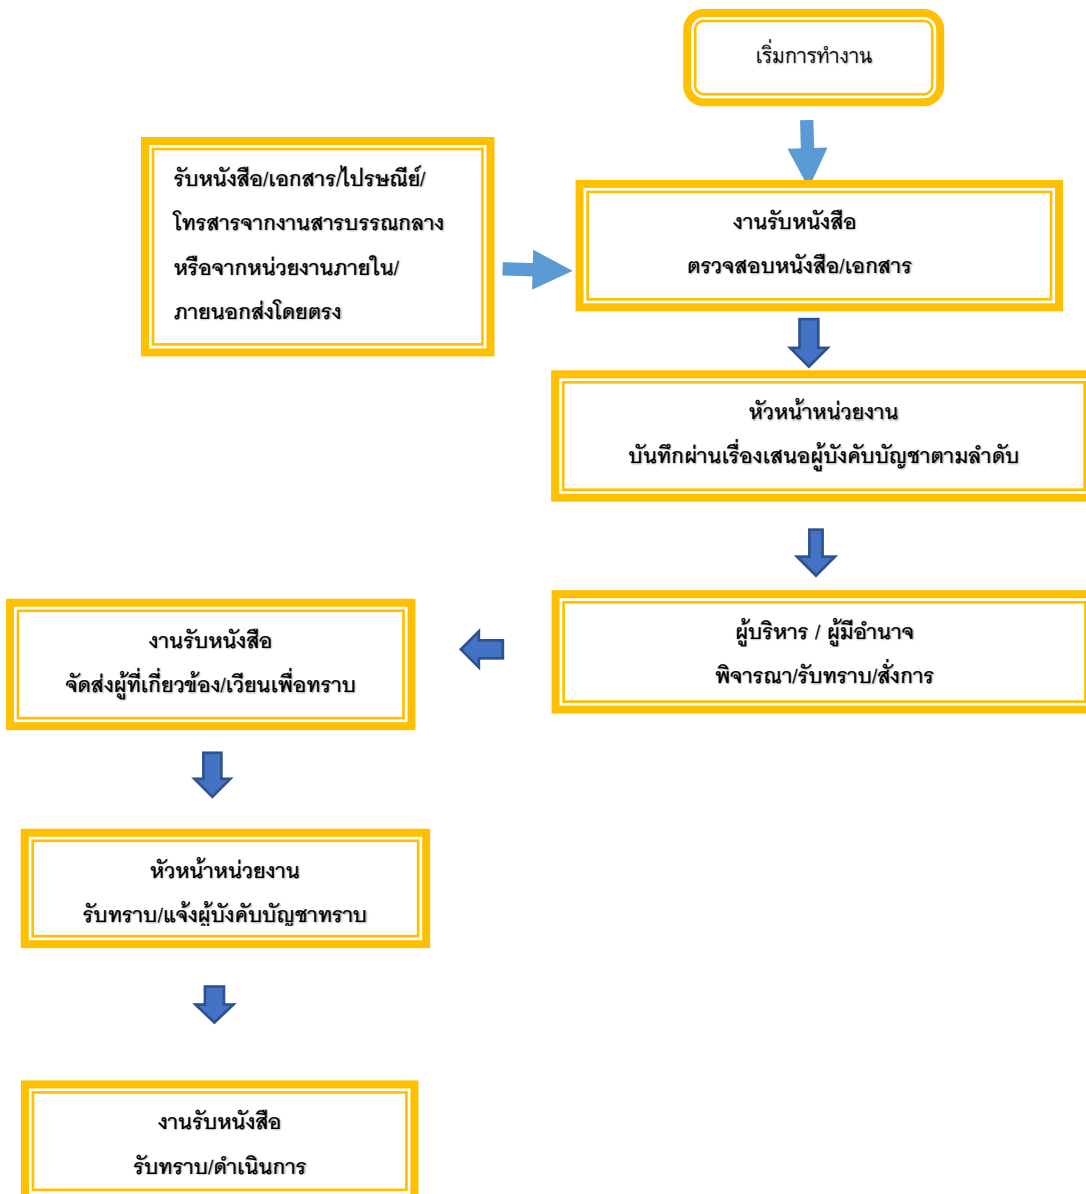 เริ่มการทำงาน
รับหนังสือ/เอกสาร/ไปรษณีย์/
โทรสารจากงานสารบรรณกลาง
หรือจากหน่วยงานภายใน/
ภายนอกส่งโดยตรง
งานรับหนังสือ
ตรวจสอบหนังสือ/เอกสาร
หัวหน้าหน่วยงาน
บันทึกผ่านเรื่องเสนอผู้บังคับบัญชาตามลำดับ
ผู้บริหาร / ผู้มีอำนาจ
พิจารณา/รับทราบ/สั่งการ
งานรับหนังสือ
จัดส่งผู้ที่เกี่ยวข้อง/เวียนเพื่อทราบ
หัวหน้าหน่วยงาน
รับทราบ/แจ้งผู้บังคับบัญชาทราบ
งานรับหนังสือ
รับทราบ/ดำเนินการ